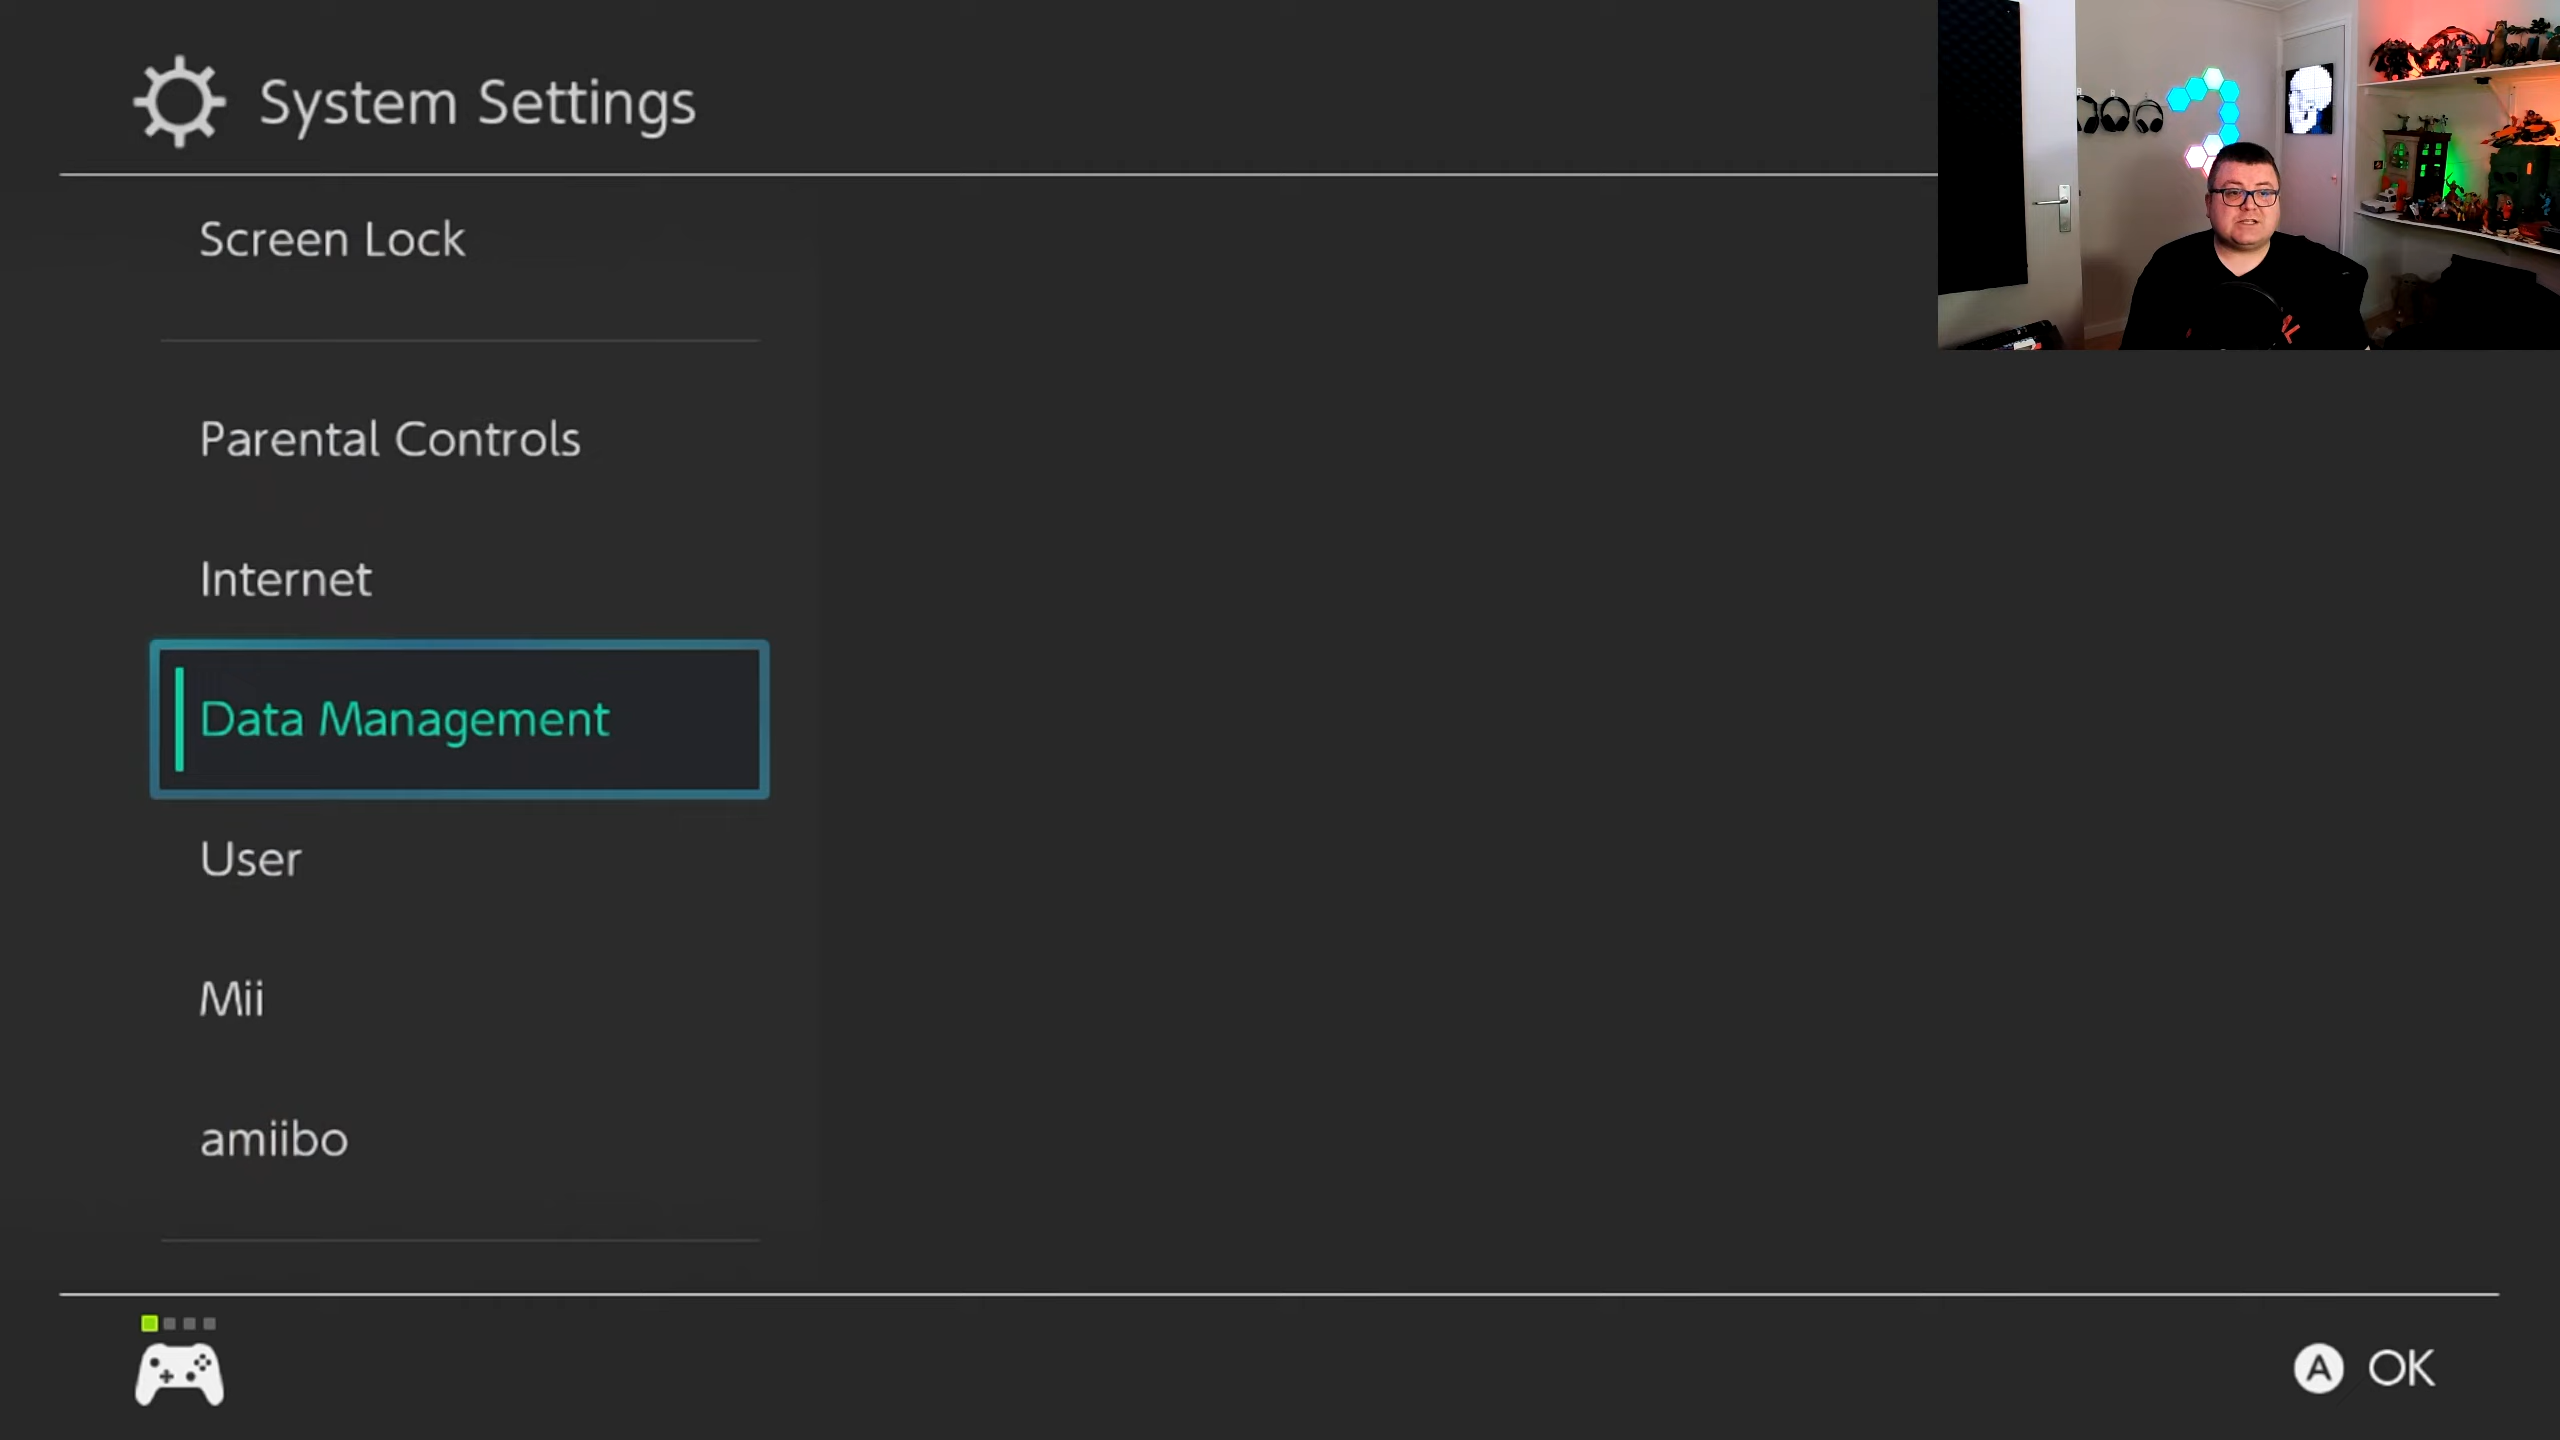 System Settings
Screen Lock
Parental Controls
Internet
Data Management
User
Mii
amiibo
A OK